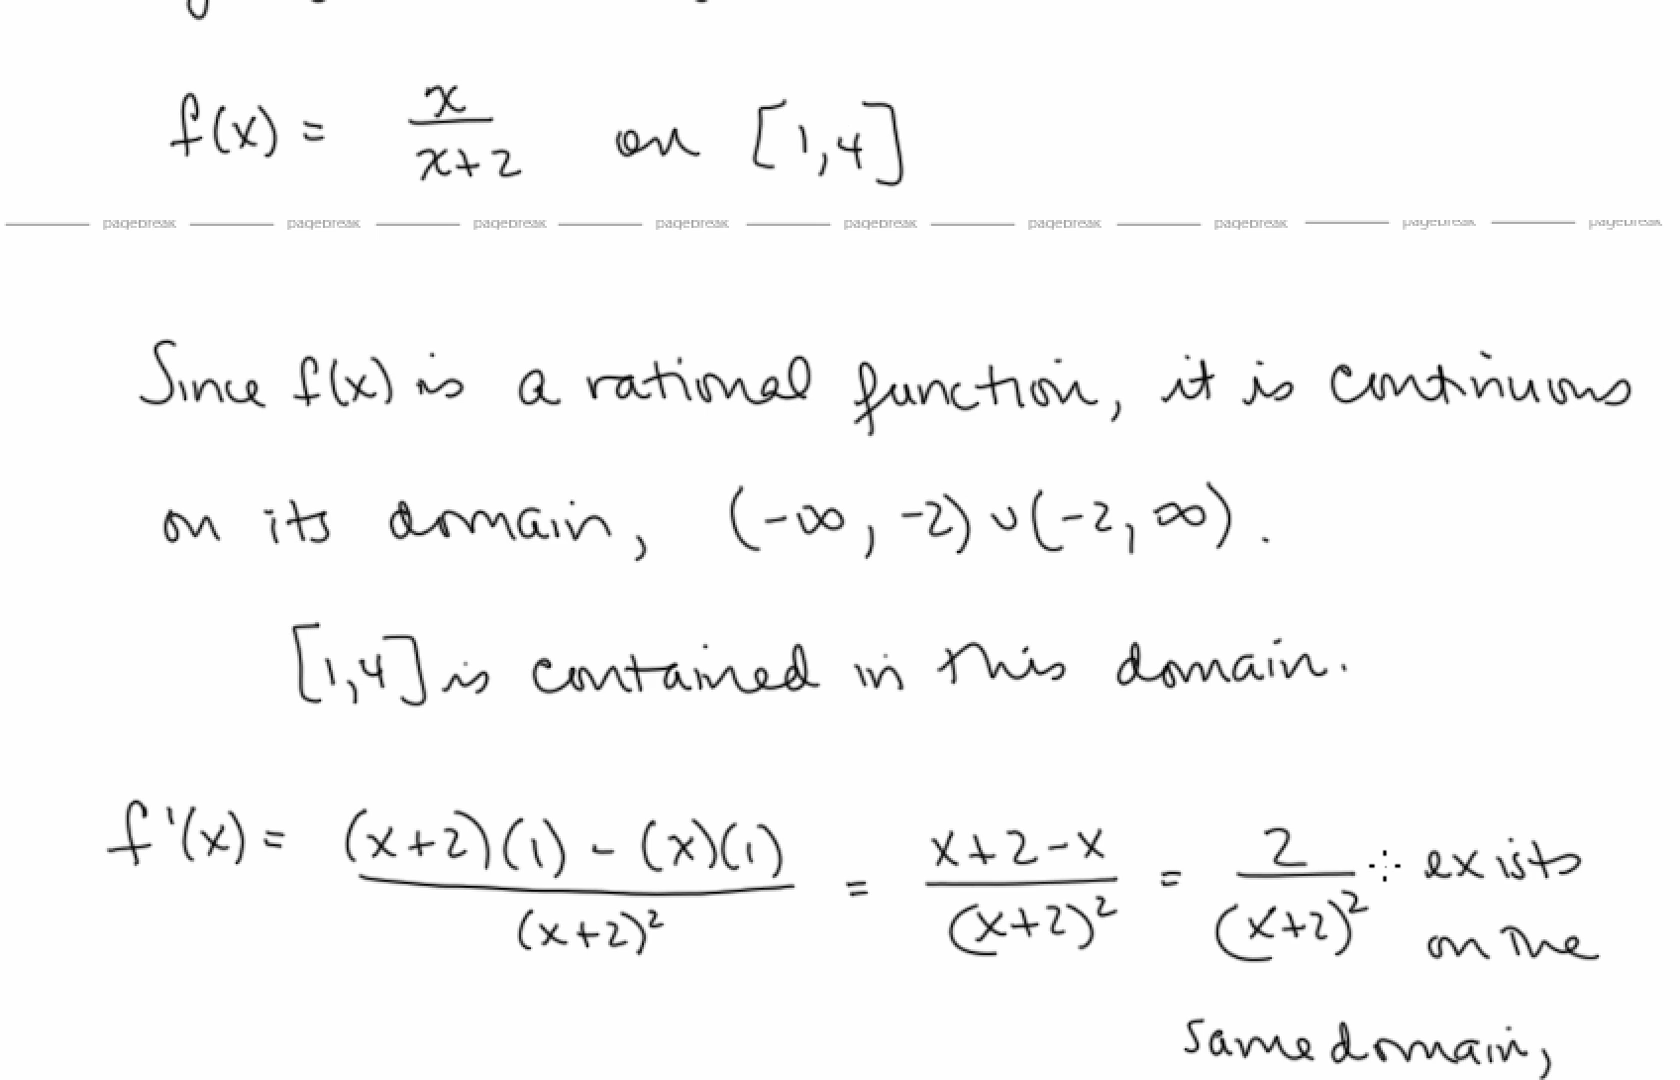 f(x) = x/(x+2) on [1,4]
pagebreak pagebreak pagebreak pagebreak pagebreak pagebreak pagebreak pagebreak pagebreak
Since f(x) is a rational function, it is continuous
on its domain, (-∞, -2) ∪ (-2, ∞).
[1,4] is contained in this domain.
f'(x) = ((x+2)(1) - (x)(1))/(x+2)² = (x+2-x)/(x+2)² = 2/(x+2)² ∴ exists
on the
same domain,